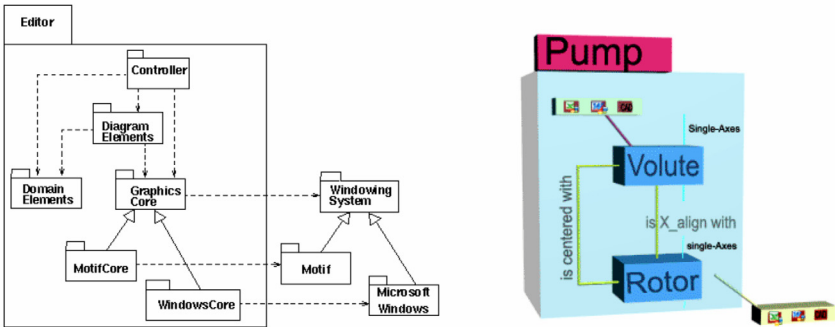 Editor
Controller
Diagram
Elements
Domain
Elements
Graphics
Core
Windowing
System
MotifCore
Motif
WindowsCore
Microsoft
Windows
Pump
CAD
Single-Axes
Volute
is centered with
is X_align with
single-Axes
Rotor